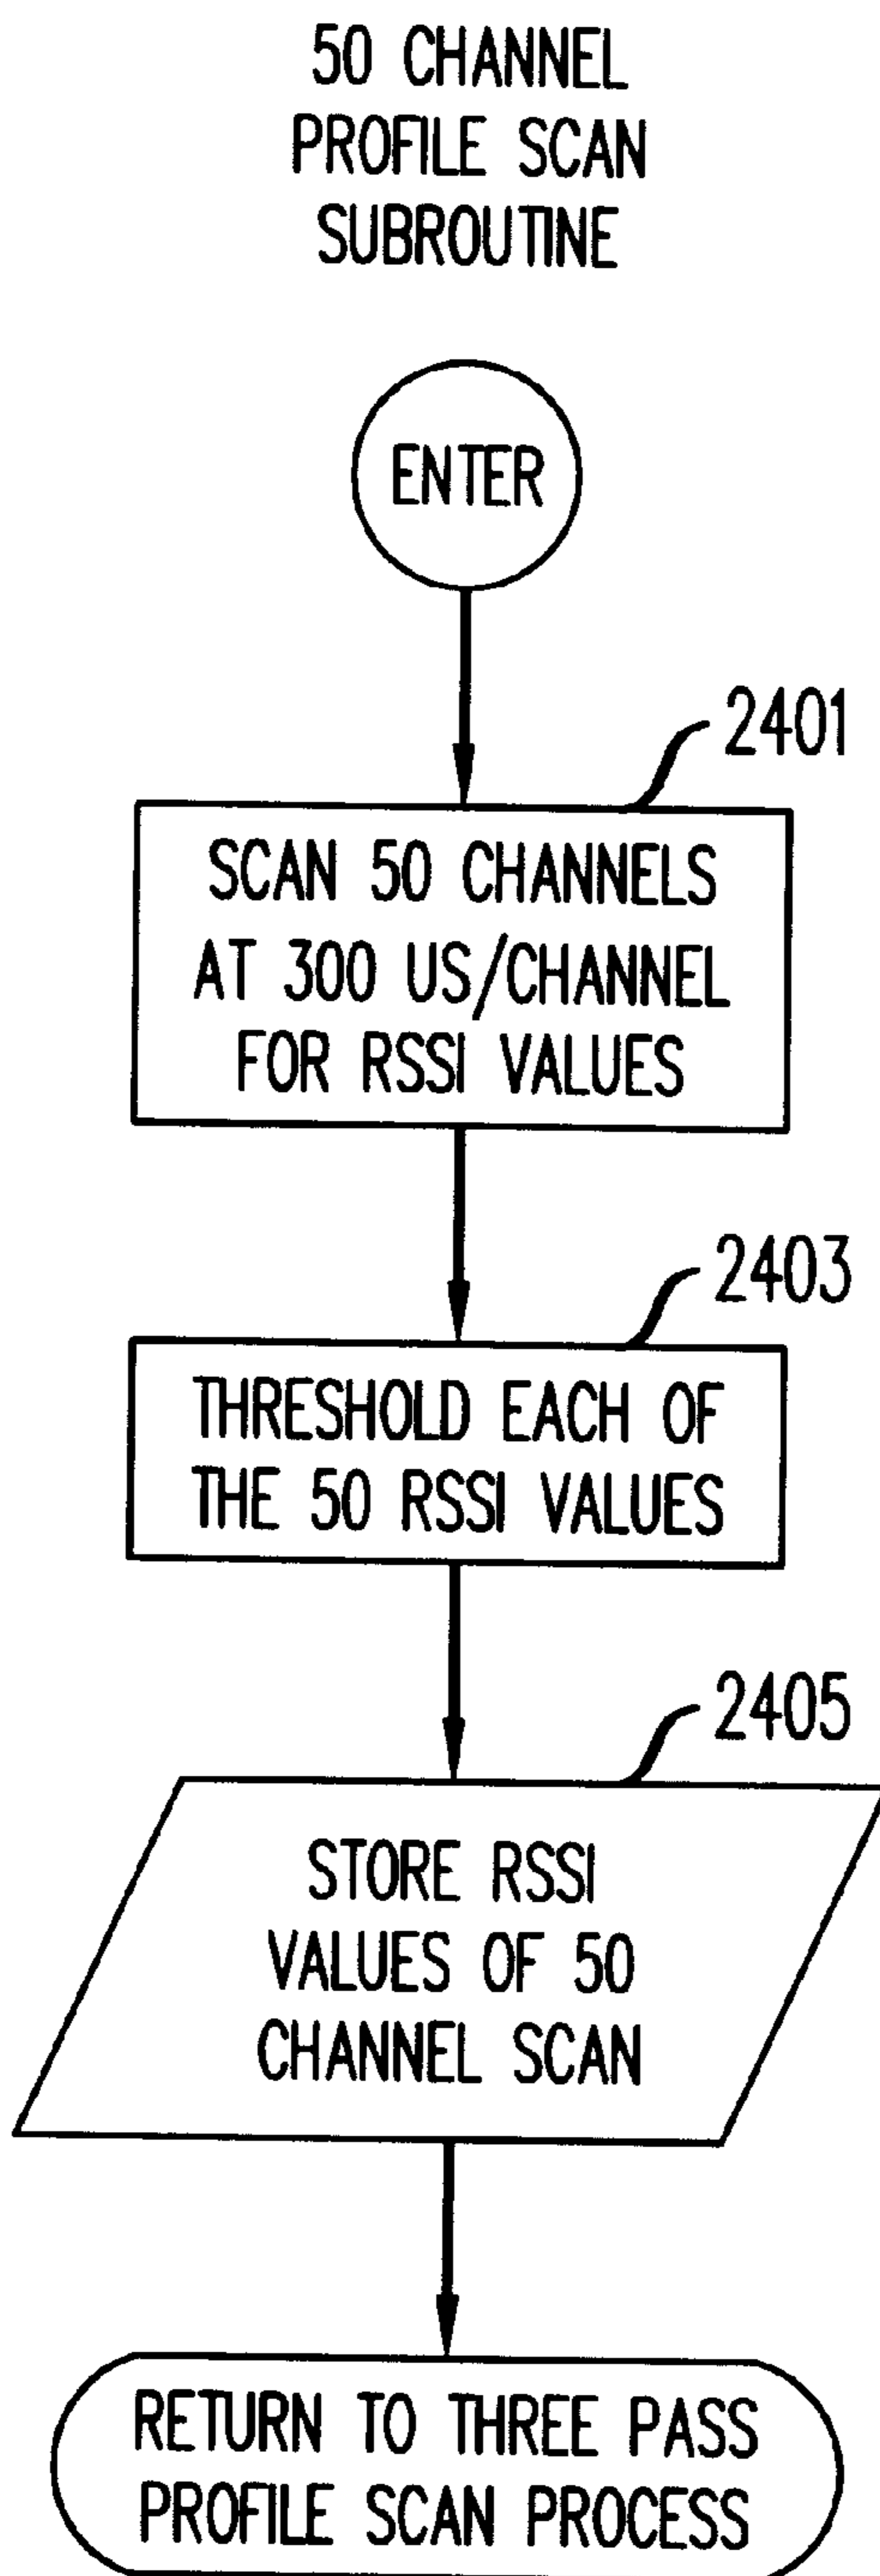 50 CHANNEL
PROFILE SCAN
SUBROUTINE
ENTER
2401
SCAN 50 CHANNELS
AT 300 US/CHANNEL
FOR RSSI VALUES
2403
THRESHOLD EACH OF
THE 50 RSSI VALUES
2405
STORE RSSI
VALUES OF 50
CHANNEL SCAN
RETURN TO THREE PASS
PROFILE SCAN PROCESS